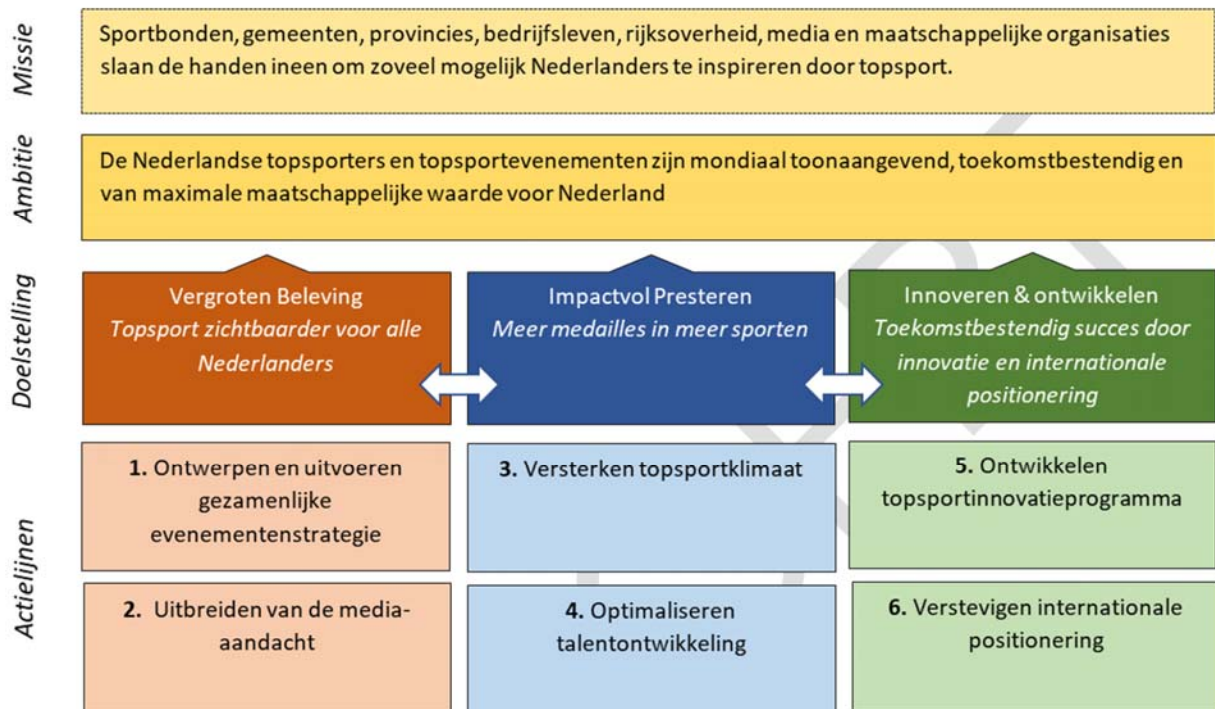 Missie
Sportbonden, gemeenten, provincies, bedrijfsleven, rijksoverheid, media en maatschappelijke organisaties
slaan de handen ineen om zoveel mogelijk Nederlanders te inspireren door topsport.
Ambitie
De Nederlandse topsporters en topsportevenementen zijn mondiaal toonaangevend, toekomstbestendig en
van maximale maatschappelijke waarde voor Nederland
Doelstelling
Vergroten Beleving
Topsport zichtbaarder voor alle
Nederlanders
Impactvol Presteren
Meer medailles in meer sporten
Innoveren & ontwikkelen
Toekomstbestendig succes door
innovatie en internationale
positionering
Actielijnen
1. Ontwerpen en uitvoeren
gezamenlijke
evenementenstrategie
3. Versterken topsportklimaat
5. Ontwikkelen
topsportinnovatieprogramma
2. Uitbreiden van de media-
aandacht
4. Optimaliseren
talentontwikkeling
6. Verstevigen internationale
positionering